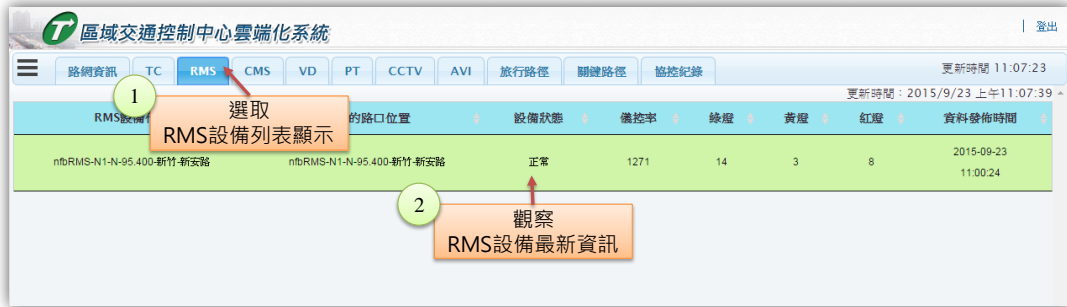 區域交通控制中心雲端化系統
登出
路網資訊 TC RMS CMS VD PT CCTV AVI 旅行路徑 關鍵路徑 協控紀錄 更新時間 11:07:23
更新時間：2015/9/23 上午11:07:39
1
選取
RMS設備列表顯示
RMS設備 的路口位置 設備狀態 儀控率 綠燈 黃燈 紅燈 資料發佈時間
nfbRMS-N1-N-95.400-新竹-新安路 nfbRMS-N1-N-95.400-新竹-新安路 正常 1271 14 3 8 2015-09-23
11:00:24
2
觀察
RMS設備最新資訊